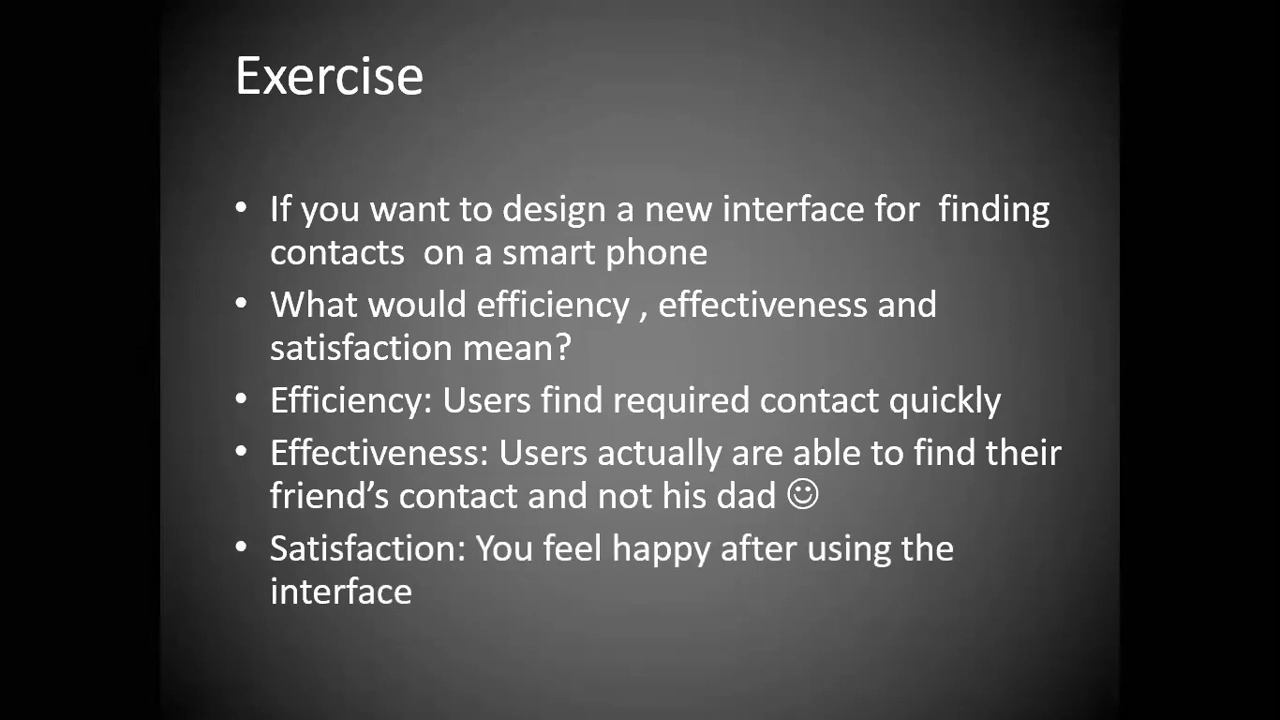 Exercise
• If you want to design a new interface for  finding
contacts  on a smart phone
• What would efficiency , effectiveness and
satisfaction mean?
• Efficiency: Users find required contact quickly
• Effectiveness: Users actually are able to find their
friend’s contact and not his dad ☺
• Satisfaction: You feel happy after using the
interface